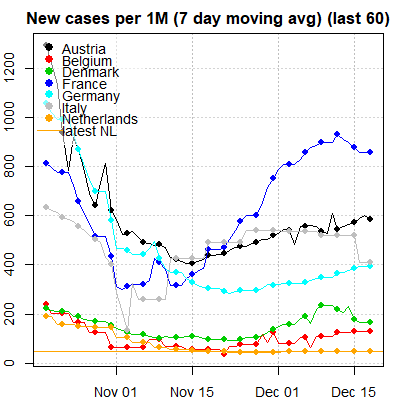 New cases per 1M (7 day moving avg) (last 60)
Austria
Belgium
Denmark
France
Germany
Italy
Netherlands
latest NL
1200
1000
800
600
400
200
0
Nov 01 Nov 15 Dec 01 Dec 15